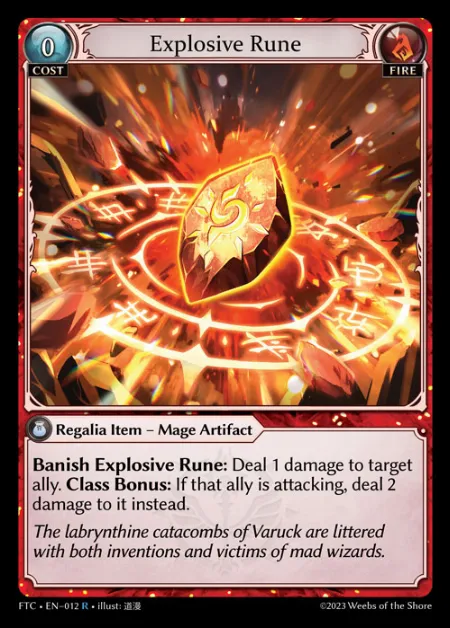 0
Explosive Rune
COST
FIRE
Regalia Item – Mage Artifact
Banish Explosive Rune: Deal 1 damage to target
ally. Class Bonus: If that ally is attacking, deal 2
damage to it instead.
The labrynthine catacombs of Varuck are littered
with both inventions and victims of mad wizards.
FTC • EN–012 R • illust: 道漫
©2023 Weebs of the Shore